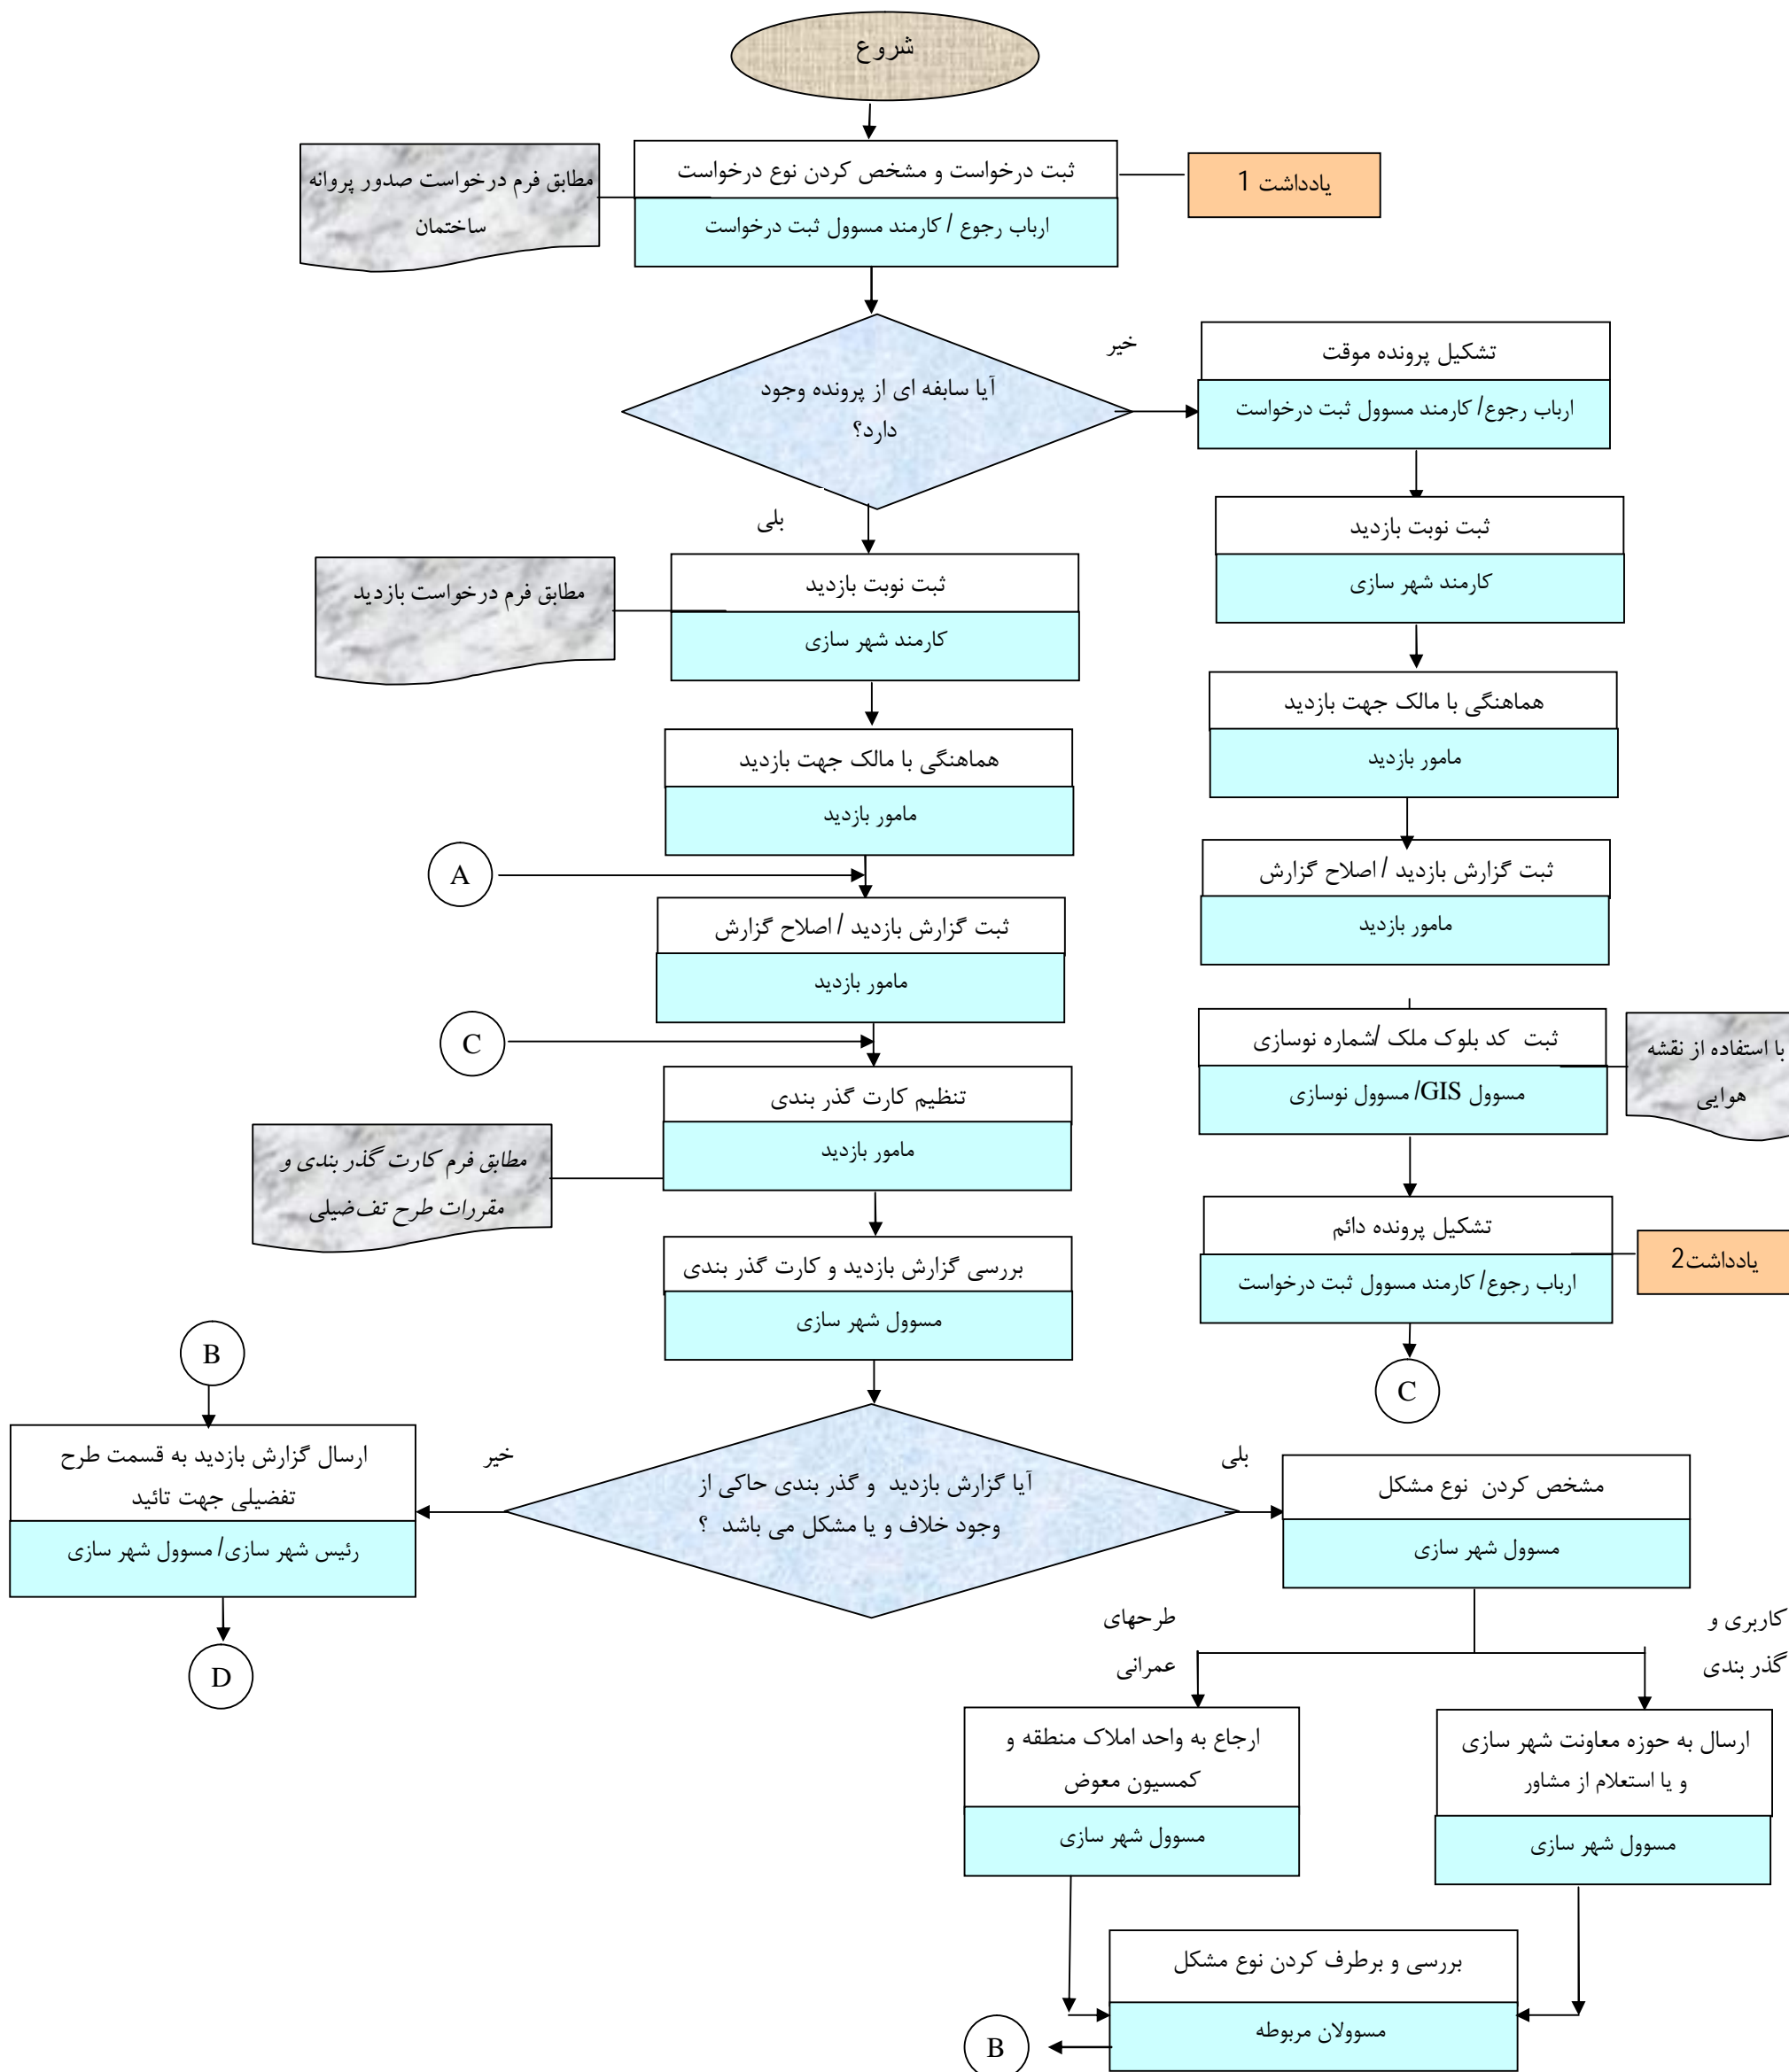 شروع
ثبت درخواست و مشخص کردن نوع درخواست
ارباب رجوع / کارمند مسوول ثبت درخواست
یادداشت 1
مطابق فرم درخواست صدور پروانه
ساختمان
آیا سابفه ای از پرونده وجود
دارد؟
خیر
تشکیل پرونده موقت
ارباب رجوع/ کارمند مسوول ثبت درخواست
ثبت نوبت بازدید
کارمند شهر سازی
هماهنگی با مالک جهت بازدید
مامور بازدید
ثبت گزارش بازدید / اصلاح گزارش
مامور بازدید
ثبت کد بلوک ملک /شماره نوسازی
مسوول GIS/ مسوول نوسازی
با استفاده از نقشه
هوایی
تشکیل پرونده دائم
ارباب رجوع/ کارمند مسوول ثبت درخواست
یادداشت2
C
بلی
ثبت نوبت بازدید
کارمند شهر سازی
مطابق فرم درخواست بازدید
هماهنگی با مالک جهت بازدید
مامور بازدید
A
ثبت گزارش بازدید / اصلاح گزارش
مامور بازدید
C
تنظیم کارت گذر بندی
مامور بازدید
مطابق فرم کارت گذر بندی و
مقررات طرح تفضیلی
بررسی گزارش بازدید و کارت گذر بندی
مسوول شهر سازی
آیا گزارش بازدید و گذر بندی حاکی از
وجود خلاف و یا مشکل می باشد ؟
خیر
B
ارسال گزارش بازدید به قسمت طرح
تفضیلی جهت تائید
رئیس شهر سازی/ مسوول شهر سازی
D
بلی
مشخص کردن نوع مشکل
مسوول شهر سازی
کاربری و
گذر بندی
طرحهای
عمرانی
ارسال به حوزه معاونت شهر سازی
و یا استعلام از مشاور
مسوول شهر سازی
ارجاع به واحد املاک منطقه و
کمسیون معوض
مسوول شهر سازی
بررسی و برطرف کردن نوع مشکل
مسوولان مربوطه
B